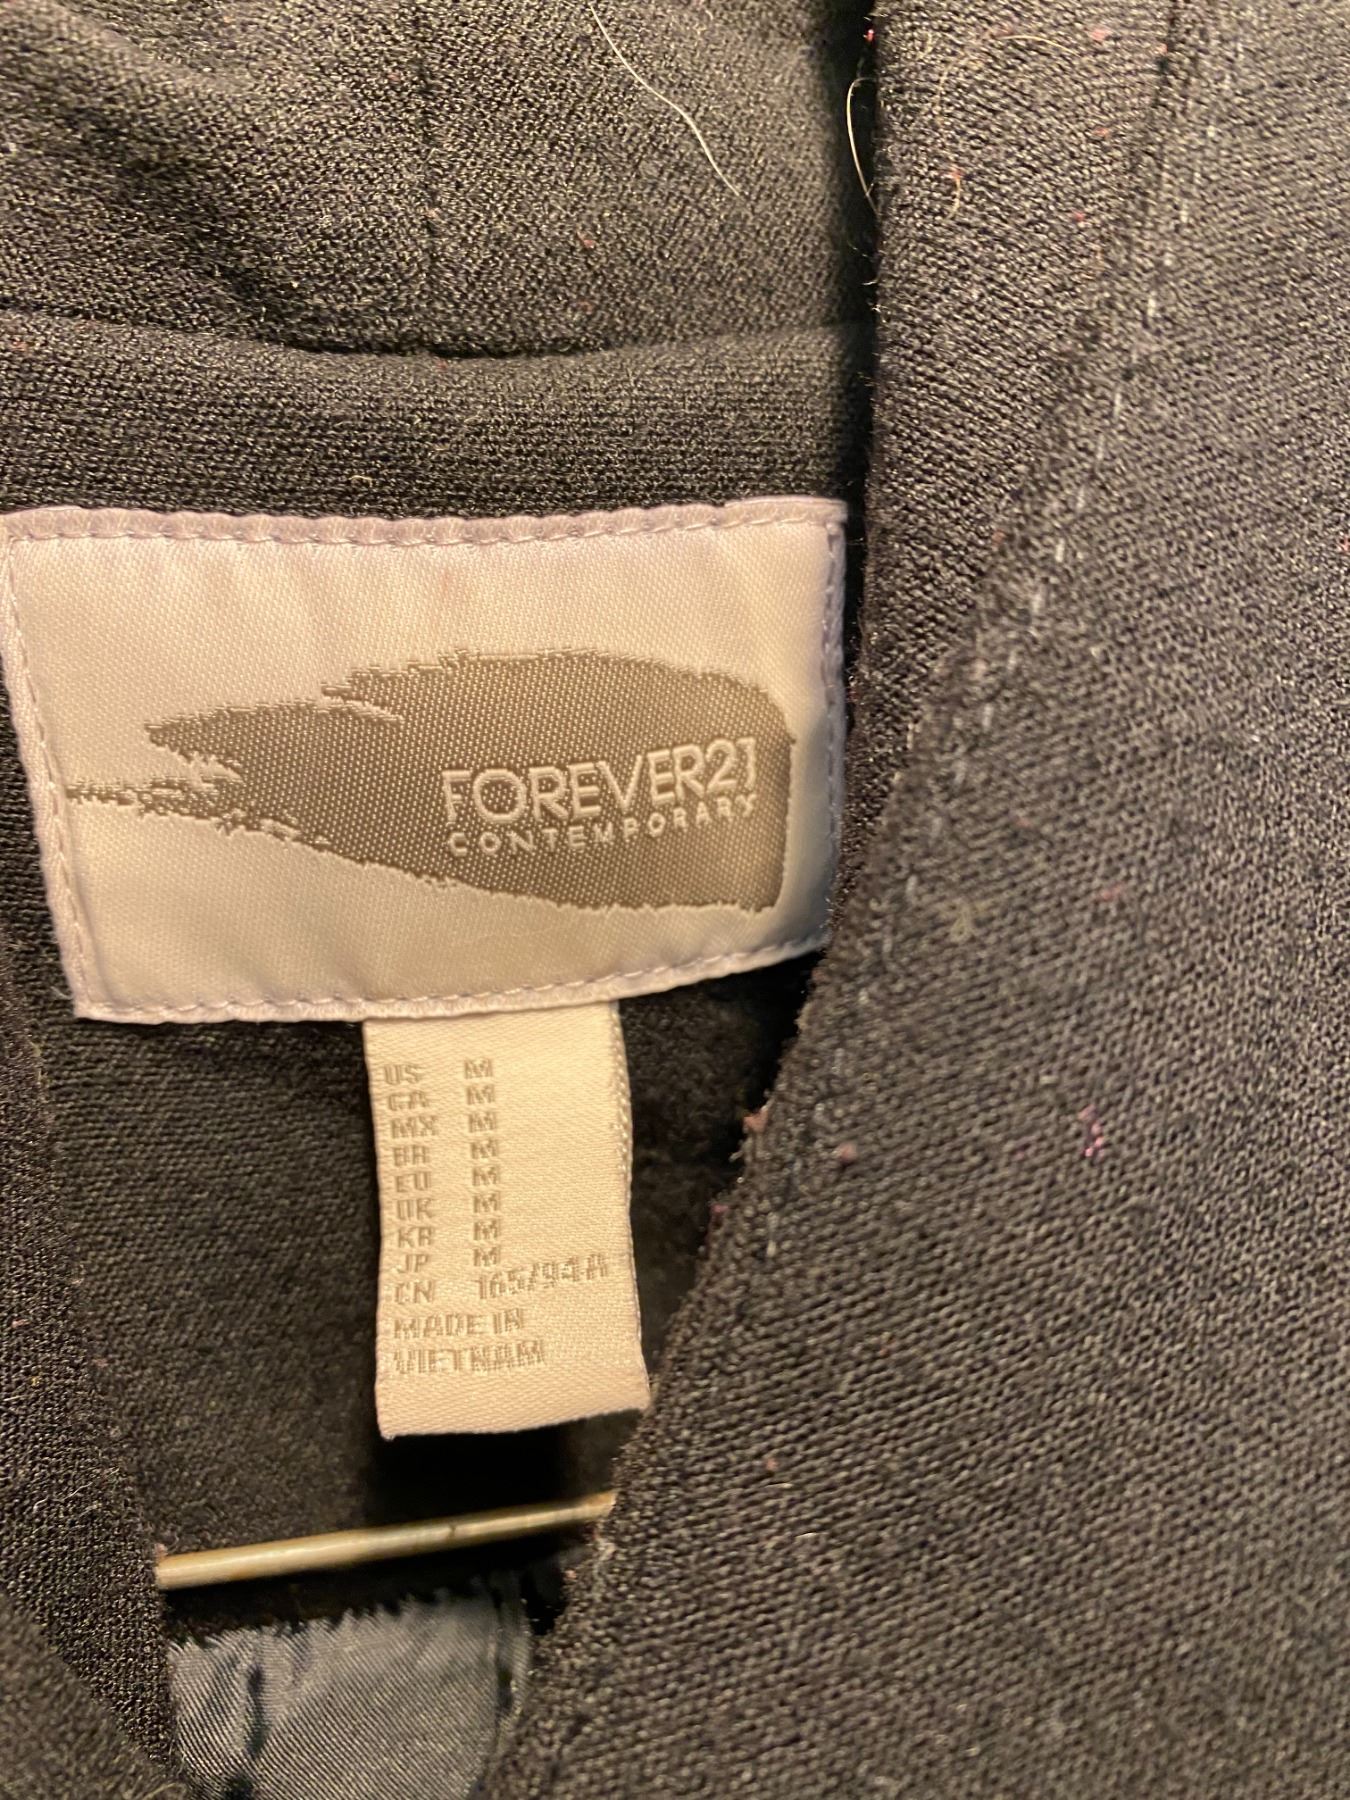 FOREVER21
CONTEMPORARY
US M
CA M
MX M
BR M
EU M
UK M
KR M
JP M
CN 165/94A
MADE IN
VIETNAM